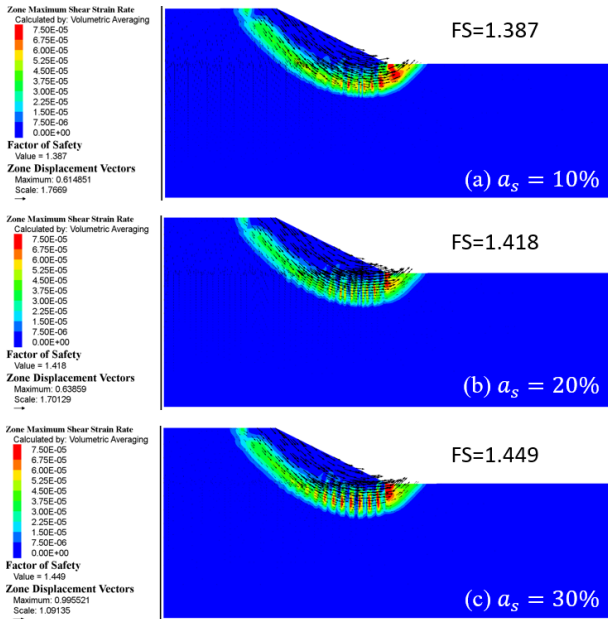 Zone Maximum Shear Strain Rate
Calculated by: Volumetric Averaging
7.50E-05
6.75E-05
6.00E-05
5.25E-05
4.50E-05
3.75E-05
3.00E-05
2.25E-05
1.50E-05
7.50E-06
0.00E+00
Factor of Safety
Value = 1.387
Zone Displacement Vectors
Maximum: 0.614851
Scale: 1.7669
FS=1.387
(a) aₛ = 10%
Zone Maximum Shear Strain Rate
Calculated by: Volumetric Averaging
7.50E-05
6.75E-05
6.00E-05
5.25E-05
4.50E-05
3.75E-05
3.00E-05
2.25E-05
1.50E-05
7.50E-06
0.00E+00
Factor of Safety
Value = 1.418
Zone Displacement Vectors
Maximum: 0.63859
Scale: 1.70129
FS=1.418
(b) aₛ = 20%
Zone Maximum Shear Strain Rate
Calculated by: Volumetric Averaging
7.50E-05
6.75E-05
6.00E-05
5.25E-05
4.50E-05
3.75E-05
3.00E-05
2.25E-05
1.50E-05
7.50E-06
0.00E+00
Factor of Safety
Value = 1.449
Zone Displacement Vectors
Maximum: 0.995521
Scale: 1.09135
FS=1.449
(c) aₛ = 30%